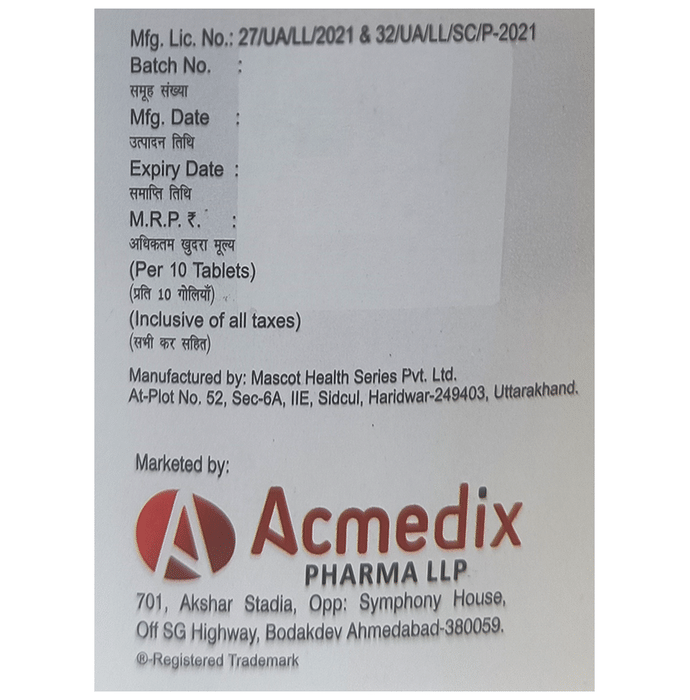 Mfg. Lic. No.: 27/UA/LL/2021 & 32/UA/LL/SC/P-2021
Batch No. :
समूह संख्या
Mfg. Date :
उत्पादन तिथि
Expiry Date :
समाप्ति तिथि
M.R.P. ₹. :
अधिकतम खुदरा मूल्य
(Per 10 Tablets)
(प्रति 10 गोलियाँ)
(Inclusive of all taxes)
(सभी कर सहित)
Manufactured by: Mascot Health Series Pvt. Ltd.
At-Plot No. 52, Sec-6A, IIE, Sidcul, Haridwar-249403, Uttarakhand.
Marketed by:
Acmedix
PHARMA LLP
701, Akshar Stadia, Opp: Symphony House,
Off SG Highway, Bodakdev Ahmedabad-380059.
®-Registered Trademark